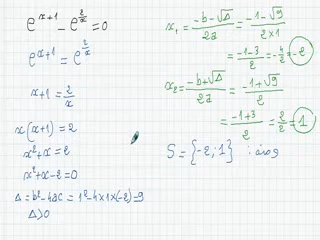 e^{x+1} - e^{2/x} = 0
e^{x+1} = e^{2/x}
x+1 = 2/x
x(x+1) = 2
x²+x = 2
x²+x-2 = 0
Δ = b²-4ac = 1²-4×1×(-2) = 9
Δ>0
x₁ = (-b-√Δ)/2a = (-1-√9)/(2×1)
= (-1-3)/2 = -4/2 = -2
x₂ = (-b+√Δ)/2a = (-1+√9)/2
= (-1+3)/2 = 2/2 = 1
S = {-2; 1} :